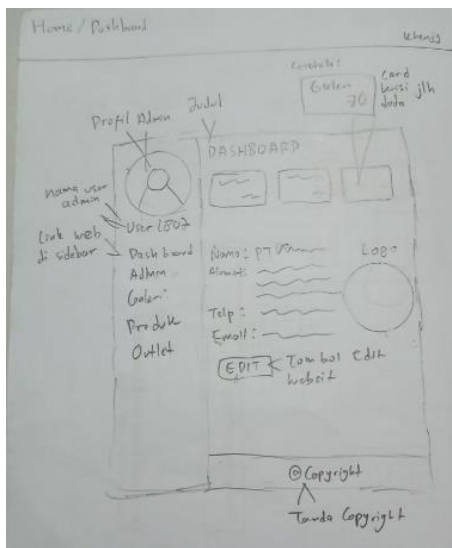 Home / Dashboard
Contoh:
Galeri
70
Card
berisi jlh
data
Judul
Profil Admin
DASHBOARD
nama user
admin
User 1807
Link web
di sidebar
Dashboard
Admin
Galeri
Produk
Outlet
Nama: PT
Alamat:
Telp:
Email:
LOGO
EDIT
Tombol Edit
Websit
© Copyright
Tanda Copyright